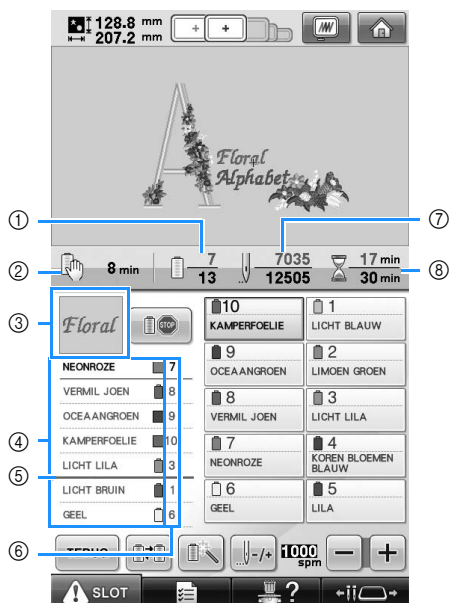 128.8 mm
207.2 mm
Floral
Alphabet
① ⑦
7 7035 17 min
② 8 min ⑧
13 12505 30 min
③ Floral STOP
10 1
KAMPERFOELIE LICHT BLAUW
NEONROZE 7
9 2
OCEAANGROEN LIMOEN GROEN
VERMIL JOEN 8
④ OCEAANGROEN 9
8 3
VERMIL JOEN LICHT LILA
KAMPERFOELIE 10
7 4
NEONROZE KOREN BLOEMEN
BLAUW
LICHT LILA 3
⑤
LICHT BRUIN 1
6 5
GEEL LILA
GEEL 6
⑥
TERUG -/+ 1000 − +
spm
SLOT ?